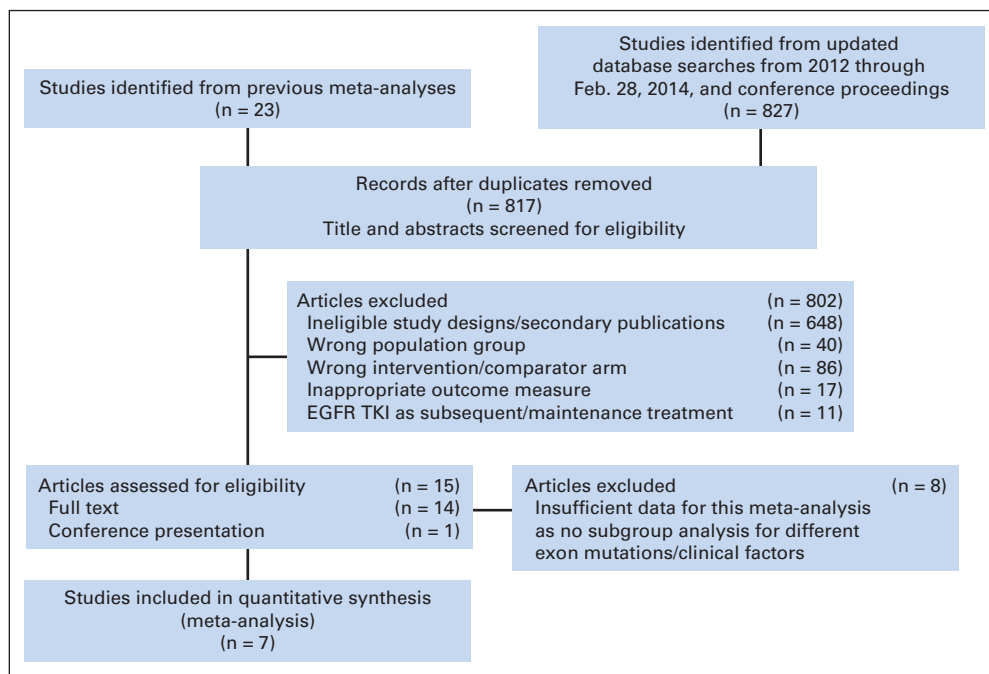 Studies identified from previous meta-analyses
(n = 23)
Studies identified from updated
database searches from 2012 through
Feb. 28, 2014, and conference proceedings
(n = 827)
Records after duplicates removed
(n = 817)
Title and abstracts screened for eligibility
Articles excluded (n = 802)
Ineligible study designs/secondary publications (n = 648)
Wrong population group (n = 40)
Wrong intervention/comparator arm (n = 86)
Inappropriate outcome measure (n = 17)
EGFR TKI as subsequent/maintenance treatment (n = 11)
Articles assessed for eligibility (n = 15)
Full text (n = 14)
Conference presentation (n = 1)
Articles excluded (n = 8)
Insufficient data for this meta-analysis
as no subgroup analysis for different
exon mutations/clinical factors
Studies included in quantitative synthesis
(meta-analysis)
(n = 7)